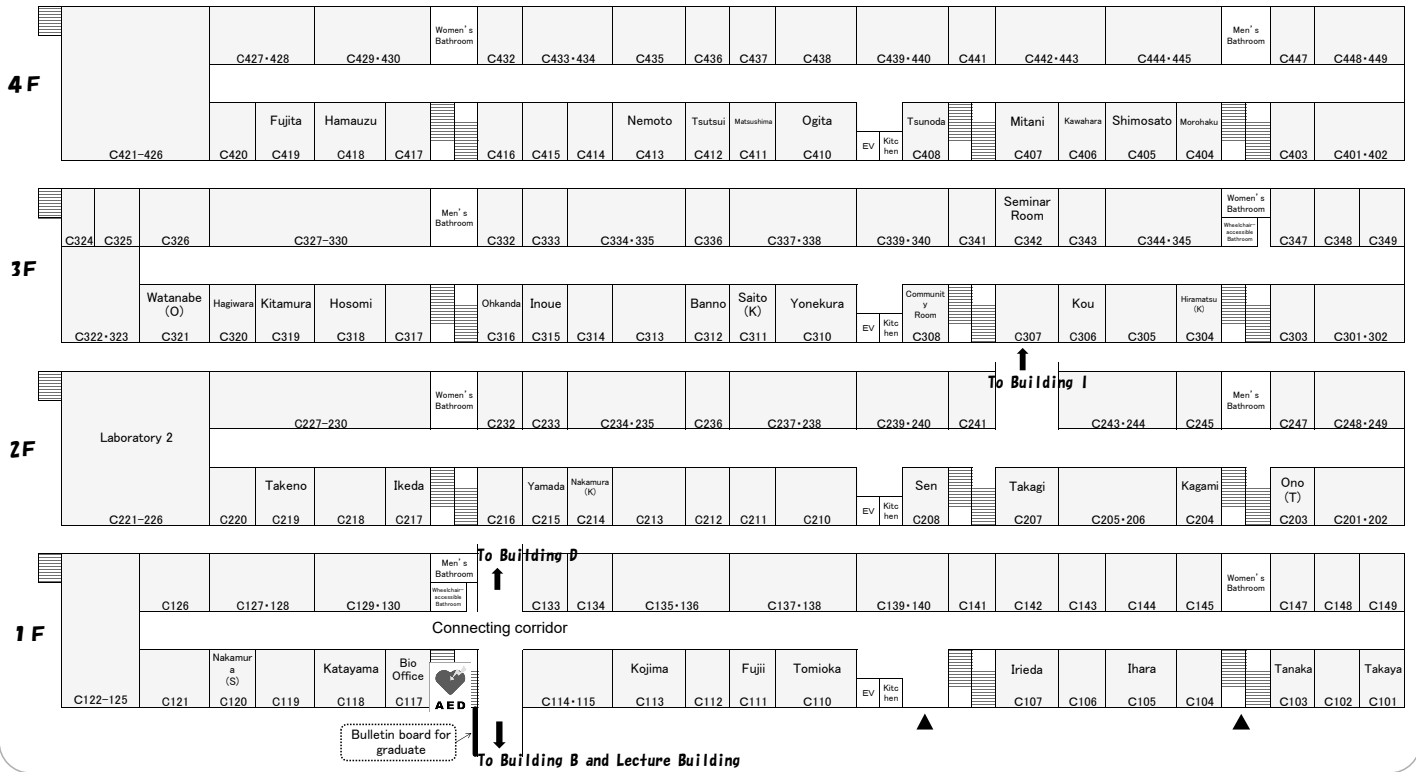 Women's
Bathroom
Men's
Bathroom
C427・428
C429・430
C432
C433・434
C435
C436
C437
C438
C439・440
C441
C442・443
C444・445
C447
C448・449
4F
Fujita
Hamauzu
Nemoto
Tsutsui
Matsushima
Ogita
Tsunoda
Mitani
Kawahara
Shimosato
Morohaku
EV
Kitc
hen
C421-426
C420
C419
C418
C417
C416
C415
C414
C413
C412
C411
C410
C408
C407
C406
C405
C404
C403
C401・402
Men's
Bathroom
Seminar
Room
Women's
Bathroom
Wheelchair-
accessible
Bathroom
C324
C325
C326
C327-330
C332
C333
C334・335
C336
C337・338
C339・340
C341
C342
C343
C344・345
C347
C348
C349
3F
Watanabe
(O)
Hagiwara
Kitamura
Hosomi
Ohkanda
Inoue
Banno
Saito
(K)
Yonekura
Communit
y
Room
Kou
Hiramatsu
(K)
EV
Kitc
hen
C322・323
C321
C320
C319
C318
C317
C316
C315
C314
C313
C312
C311
C310
C308
C307
C306
C305
C304
C303
C301・302
To Building I
Women's
Bathroom
Men's
Bathroom
C227-230
C232
C233
C234・235
C236
C237・238
C239・240
C241
C243・244
C245
C247
C248・249
2F
Laboratory 2
Takeno
Ikeda
Yamada
Nakamura
(K)
Sen
Takagi
Kagami
Ono
(T)
EV
Kitc
hen
C221-226
C220
C219
C218
C217
C216
C215
C214
C213
C212
C211
C210
C208
C207
C205・206
C204
C203
C201・202
To Building D
Men's
Bathroom
Wheelchair-
accessible
Bathroom
Women's
Bathroom
C126
C127・128
C129・130
C133
C134
C135・136
C137・138
C139・140
C141
C142
C143
C144
C145
C147
C148
C149
1F
Connecting corridor
Nakamur
a
(S)
Katayama
Bio
Office
Kojima
Fujii
Tomioka
Irieda
Ihara
Tanaka
Takaya
EV
Kitc
hen
AED
C122-125
C121
C120
C119
C118
C117
C114・115
C113
C112
C111
C110
C107
C106
C105
C104
C103
C102
C101
Bulletin board for
graduate
To Building B and Lecture Building